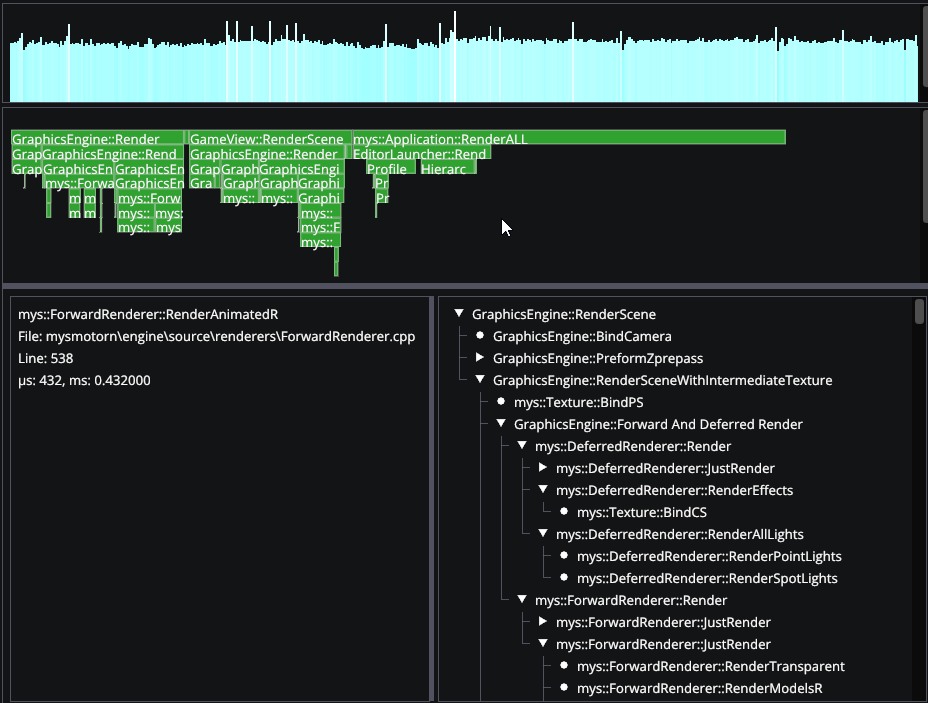 GraphicsEngine::Render GameView::RenderScene mys::Application::RenderALL
Grap GraphicsEngine::Rend GraphicsEngine::Render EditorLauncher::Rend
Grap GraphicsEngine::R GraphicsEn Grap GraphicsEngi Profile Hierarc
mys::Forwa GraphicsEn Gra Graph Graph Graphi Pr
m m mys::Forw mys:: mys:: Graphi Pr
m m mys:: mys: mys::
mys:: mys mys::F
mys::
mys::ForwardRenderer::RenderAnimatedR
File: mysmotorn\engine\source\renderers\ForwardRenderer.cpp
Line: 538
µs: 432, ms: 0.432000
GraphicsEngine::RenderScene
GraphicsEngine::BindCamera
GraphicsEngine::PreformZprepass
GraphicsEngine::RenderSceneWithIntermediateTexture
mys::Texture::BindPS
GraphicsEngine::Forward And Deferred Render
mys::DeferredRenderer::Render
mys::DeferredRenderer::JustRender
mys::DeferredRenderer::RenderEffects
mys::Texture::BindCS
mys::DeferredRenderer::RenderAllLights
mys::DeferredRenderer::RenderPointLights
mys::DeferredRenderer::RenderSpotLights
mys::ForwardRenderer::Render
mys::ForwardRenderer::JustRender
mys::ForwardRenderer::JustRender
mys::ForwardRenderer::RenderTransparent
mys::ForwardRenderer::RenderModelsR